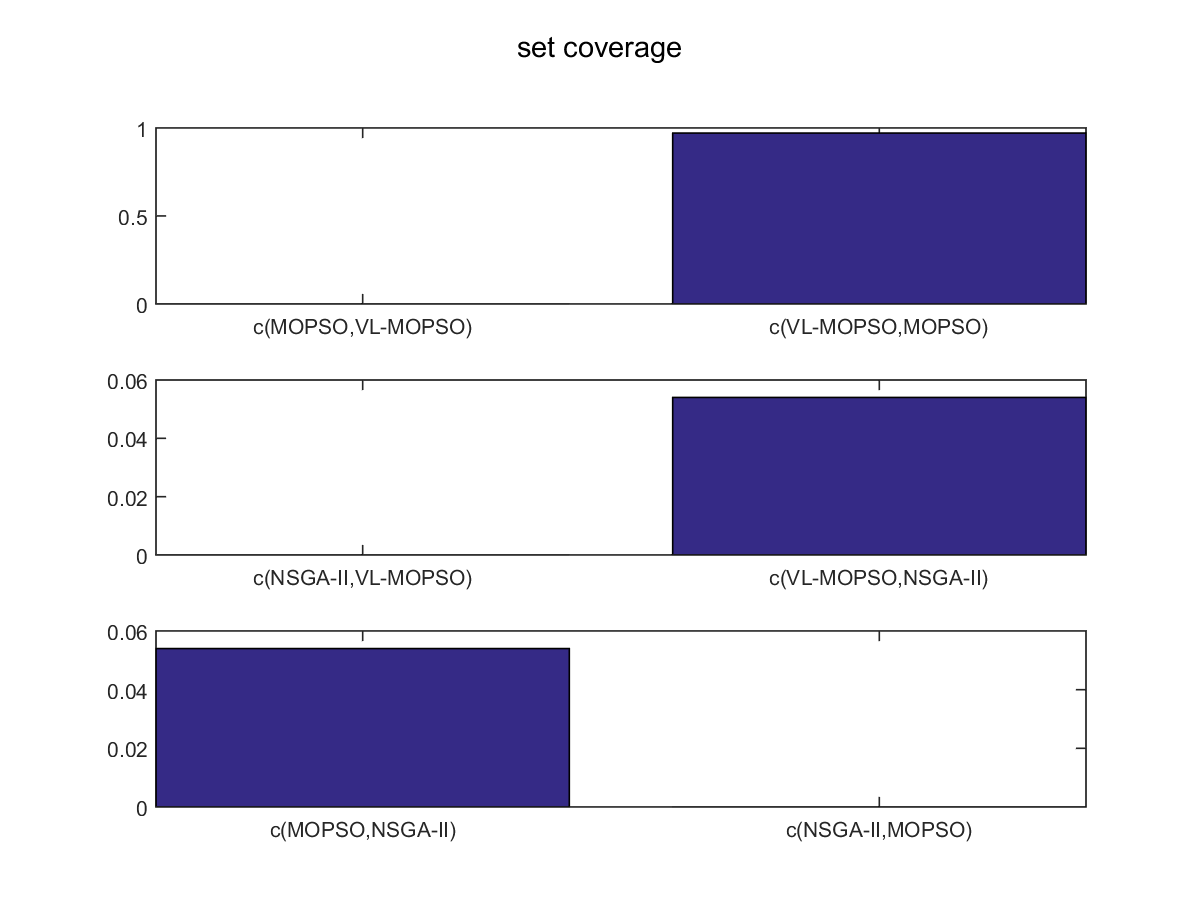 set coverage
1
0.5
0
c(MOPSO,VL-MOPSO) c(VL-MOPSO,MOPSO)
0.06
0.04
0.02
0
c(NSGA-II,VL-MOPSO) c(VL-MOPSO,NSGA-II)
0.06
0.04
0.02
0
c(MOPSO,NSGA-II) c(NSGA-II,MOPSO)